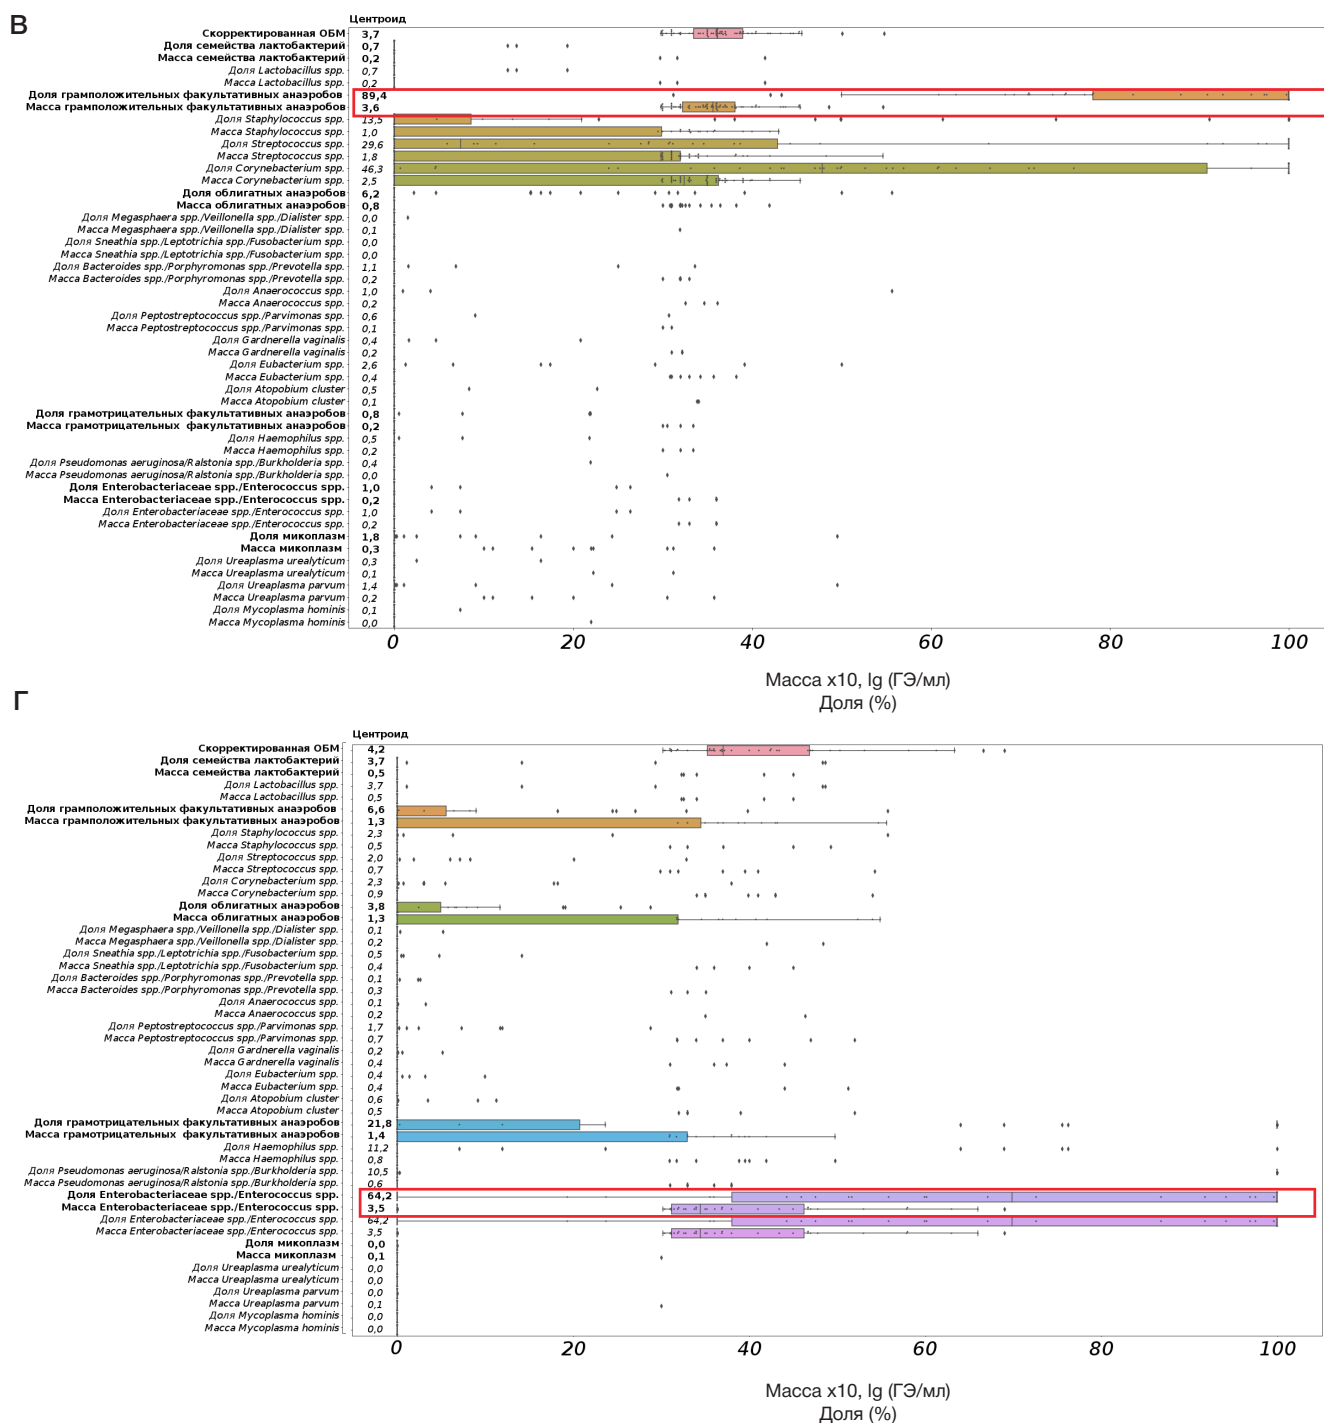 В
Центроид
Скорректированная ОБМ 3,7
Доля семейства лактобактерий 0,7
Масса семейства лактобактерий 0,2
Доля Lactobacillus spp. 0,7
Масса Lactobacillus spp. 0,2
Доля грамположительных факультативных анаэробов 89,4
Масса грамположительных факультативных анаэробов 3,6
Доля Staphylococcus spp. 13,5
Масса Staphylococcus spp. 1,0
Доля Streptococcus spp. 29,6
Масса Streptococcus spp. 1,8
Доля Corynebacterium spp. 46,3
Масса Corynebacterium spp. 2,5
Доля облигатных анаэробов 6,2
Масса облигатных анаэробов 0,8
Доля Megasphaera spp./Veillonella spp./Dialister spp. 0,0
Масса Megasphaera spp./Veillonella spp./Dialister spp. 0,1
Доля Sneathia spp./Leptotrichia spp./Fusobacterium spp. 0,0
Масса Sneathia spp./Leptotrichia spp./Fusobacterium spp. 0,0
Доля Bacteroides spp./Porphyromonas spp./Prevotella spp. 1,1
Масса Bacteroides spp./Porphyromonas spp./Prevotella spp. 0,2
Доля Anaerococcus spp. 1,0
Масса Anaerococcus spp. 0,2
Доля Peptostreptococcus spp./Parvimonas spp. 0,6
Масса Peptostreptococcus spp./Parvimonas spp. 0,1
Доля Gardnerella vaginalis 0,4
Масса Gardnerella vaginalis 0,2
Доля Eubacterium spp. 2,6
Масса Eubacterium spp. 0,4
Доля Atopobium cluster 0,5
Масса Atopobium cluster 0,1
Доля грамотрицательных факультативных анаэробов 0,8
Масса грамотрицательных факультативных анаэробов 0,2
Доля Haemophilus spp. 0,5
Масса Haemophilus spp. 0,2
Доля Pseudomonas aeruginosa/Ralstonia spp./Burkholderia spp. 0,4
Масса Pseudomonas aeruginosa/Ralstonia spp./Burkholderia spp. 0,0
Доля Enterobacteriaceae spp./Enterococcus spp. 1,0
Масса Enterobacteriaceae spp./Enterococcus spp. 0,2
Доля Enterobacteriaceae spp./Enterococcus spp. 1,0
Масса Enterobacteriaceae spp./Enterococcus spp. 0,2
Доля микоплазм 1,8
Масса микоплазм 0,3
Доля Ureaplasma urealyticum 0,3
Масса Ureaplasma urealyticum 0,1
Доля Ureaplasma parvum 1,4
Масса Ureaplasma parvum 0,2
Доля Mycoplasma hominis 0,1
Масса Mycoplasma hominis 0,0
0 20 40 60 80 100
Масса x10, lg (ГЭ/мл)
Доля (%)
Г
Центроид
Скорректированная ОБМ 4,2
Доля семейства лактобактерий 3,7
Масса семейства лактобактерий 0,5
Доля Lactobacillus spp. 3,7
Масса Lactobacillus spp. 0,5
Доля грамположительных факультативных анаэробов 6,6
Масса грамположительных факультативных анаэробов 1,3
Доля Staphylococcus spp. 2,3
Масса Staphylococcus spp. 0,5
Доля Streptococcus spp. 2,0
Масса Streptococcus spp. 0,7
Доля Corynebacterium spp. 2,3
Масса Corynebacterium spp. 0,9
Доля облигатных анаэробов 3,8
Масса облигатных анаэробов 1,3
Доля Megasphaera spp./Veillonella spp./Dialister spp. 0,1
Масса Megasphaera spp./Veillonella spp./Dialister spp. 0,2
Доля Sneathia spp./Leptotrichia spp./Fusobacterium spp. 0,5
Масса Sneathia spp./Leptotrichia spp./Fusobacterium spp. 0,4
Доля Bacteroides spp./Porphyromonas spp./Prevotella spp. 0,1
Масса Bacteroides spp./Porphyromonas spp./Prevotella spp. 0,3
Доля Anaerococcus spp. 0,1
Масса Anaerococcus spp. 0,2
Доля Peptostreptococcus spp./Parvimonas spp. 1,7
Масса Peptostreptococcus spp./Parvimonas spp. 0,7
Доля Gardnerella vaginalis 0,2
Масса Gardnerella vaginalis 0,4
Доля Eubacterium spp. 0,4
Масса Eubacterium spp. 0,4
Доля Atopobium cluster 0,6
Масса Atopobium cluster 0,5
Доля грамотрицательных факультативных анаэробов 21,8
Масса грамотрицательных факультативных анаэробов 1,4
Доля Haemophilus spp. 11,2
Масса Haemophilus spp. 0,8
Доля Pseudomonas aeruginosa/Ralstonia spp./Burkholderia spp. 10,5
Масса Pseudomonas aeruginosa/Ralstonia spp./Burkholderia spp. 0,6
Доля Enterobacteriaceae spp./Enterococcus spp. 64,2
Масса Enterobacteriaceae spp./Enterococcus spp. 3,5
Доля Enterobacteriaceae spp./Enterococcus spp. 64,2
Масса Enterobacteriaceae spp./Enterococcus spp. 3,5
Доля микоплазм 0,0
Масса микоплазм 0,1
Доля Ureaplasma urealyticum 0,0
Масса Ureaplasma urealyticum 0,0
Доля Ureaplasma parvum 0,0
Масса Ureaplasma parvum 0,1
Доля Mycoplasma hominis 0,0
Масса Mycoplasma hominis 0,0
0 20 40 60 80 100
Масса x10, lg (ГЭ/мл)
Доля (%)